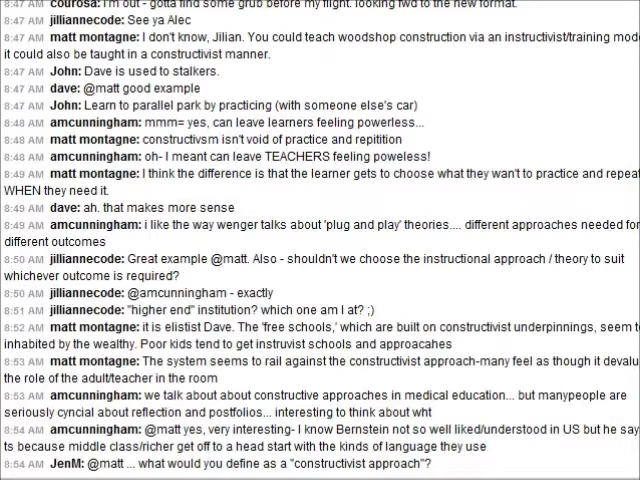 8:47 AM courosa: I'm out - gotta find some grub before my flight. looking fwd to the new format.
8:47 AM jilliannecode: See ya Alec
8:47 AM matt montagne: I don't know, Jilian. You could teach woodshop construction via an instructivist/training mod
it could also be taught in a constructivist manner.
8:47 AM John: Dave is used to stalkers.
8:47 AM dave: @matt good example
8:47 AM John: Learn to parallel park by practicing (with someone else's car)
8:48 AM amcunningham: mmm= yes, can leave learners feeling powerless...
8:48 AM matt montagne: constructivsm isn't void of practice and repitition
8:48 AM amcunningham: oh- I meant can leave TEACHERS feeling poweless!
8:49 AM matt montagne: I think the difference is that the learner gets to choose what they wan't to practice and repeat
WHEN they need it.
8:49 AM dave: ah. that makes more sense
8:49 AM amcunningham: i like the way wenger talks about 'plug and play' theories.... different approaches needed for
different outcomes
8:50 AM jilliannecode: Great example @matt. Also - shouldn't we choose the instructional approach / theory to suit
whichever outcome is required?
8:50 AM jilliannecode: @amcunningham - exactly
8:51 AM jilliannecode: "higher end" institution? which one am I at? ;)
8:52 AM matt montagne: it is elistist Dave. The 'free schools,' which are built on constructivist underpinnings, seem t
inhabited by the wealthy. Poor kids tend to get instruvist schools and approacahes
8:53 AM matt montagne: The system seems to rail against the constructivist approach-many feel as though it devalu
the role of the adult/teacher in the room
8:53 AM amcunningham: we talk about about constructive approaches in medical education... but manypeople are
seriously cyncial about reflection and postfolios... interesting to think about wht
8:54 AM amcunningham: @matt yes, very interesting- I know Bernstein not so well liked/understood in US but he say
ts because middle class/richer get off to a head start with the kinds of language they use
8:54 AM JenM: @matt ... what would you define as a "constructivist approach"?